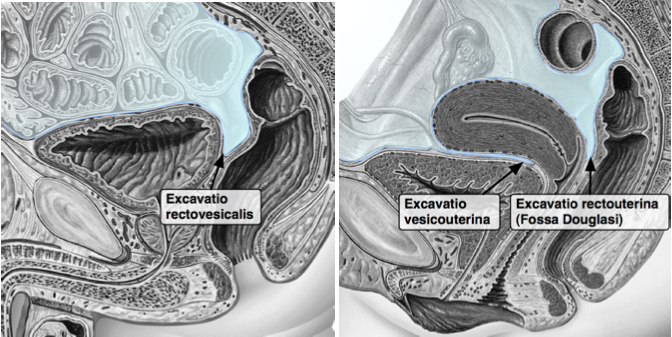 Excavatio
rectovesicalis
Excavatio
vesicouterina
Excavatio rectouterina
(Fossa Douglasi)